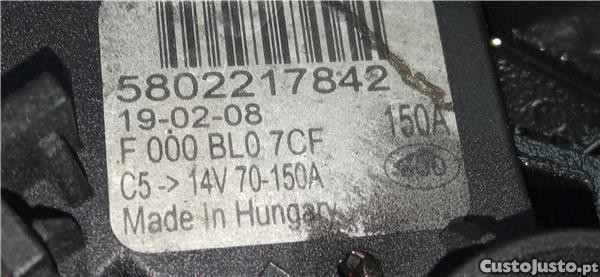 5802217842
19-02-08
F 000 BL0 7CF
150A
C5 -> 14V 70-150A
Made In Hungary
CustoJusto.pt